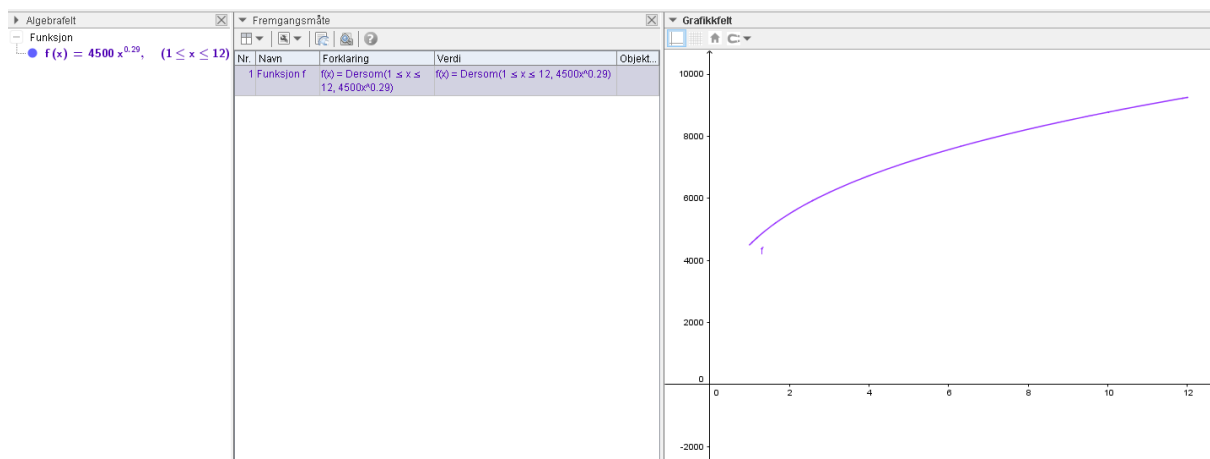 Algebrafelt
Funksjon
f(x) = 4500 x^0.29, (1 ≤ x ≤ 12)
Fremgangsmåte
Nr. Navn Forklaring Verdi Objekt...
1 Funksjon f f(x) = Dersom(1 ≤ x ≤ f(x) = Dersom(1 ≤ x ≤ 12, 4500x^0.29)
12, 4500x^0.29)
Grafikkfelt
10000
8000
6000
4000
2000
0
-2000
0 2 4 6 8 10 12
f